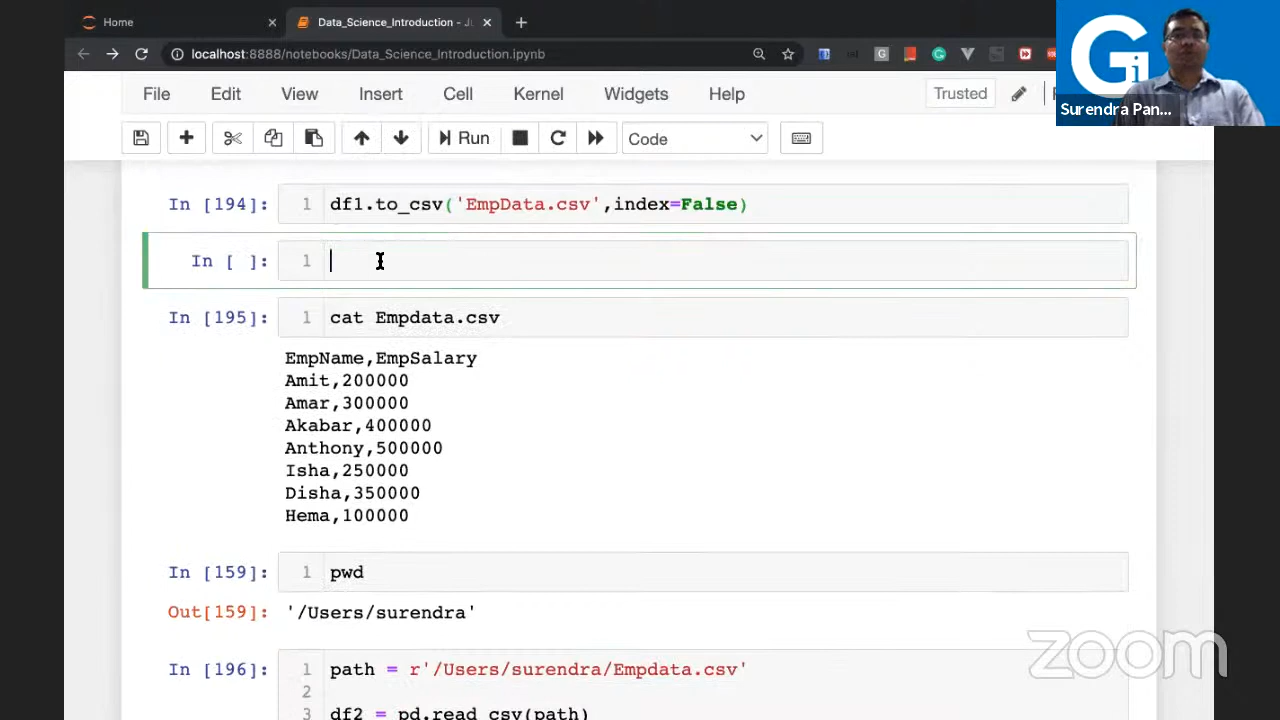 Home
Data_Science_Introduction - Ju
localhost:8888/notebooks/Data_Science_Introduction.ipynb
Gi
Surendra Pan...
File Edit View Insert Cell Kernel Widgets Help Trusted
Run Code
In [194]: 1 df1.to_csv('EmpData.csv',index=False)
In [ ]: 1
In [195]: 1 cat Empdata.csv
EmpName,EmpSalary
Amit,200000
Amar,300000
Akabar,400000
Anthony,500000
Isha,250000
Disha,350000
Hema,100000
In [159]: 1 pwd
Out[159]: '/Users/surendra'
In [196]: 1 path = r'/Users/surendra/Empdata.csv'
2
3 df2 = pd.read_csv(path)
zoom